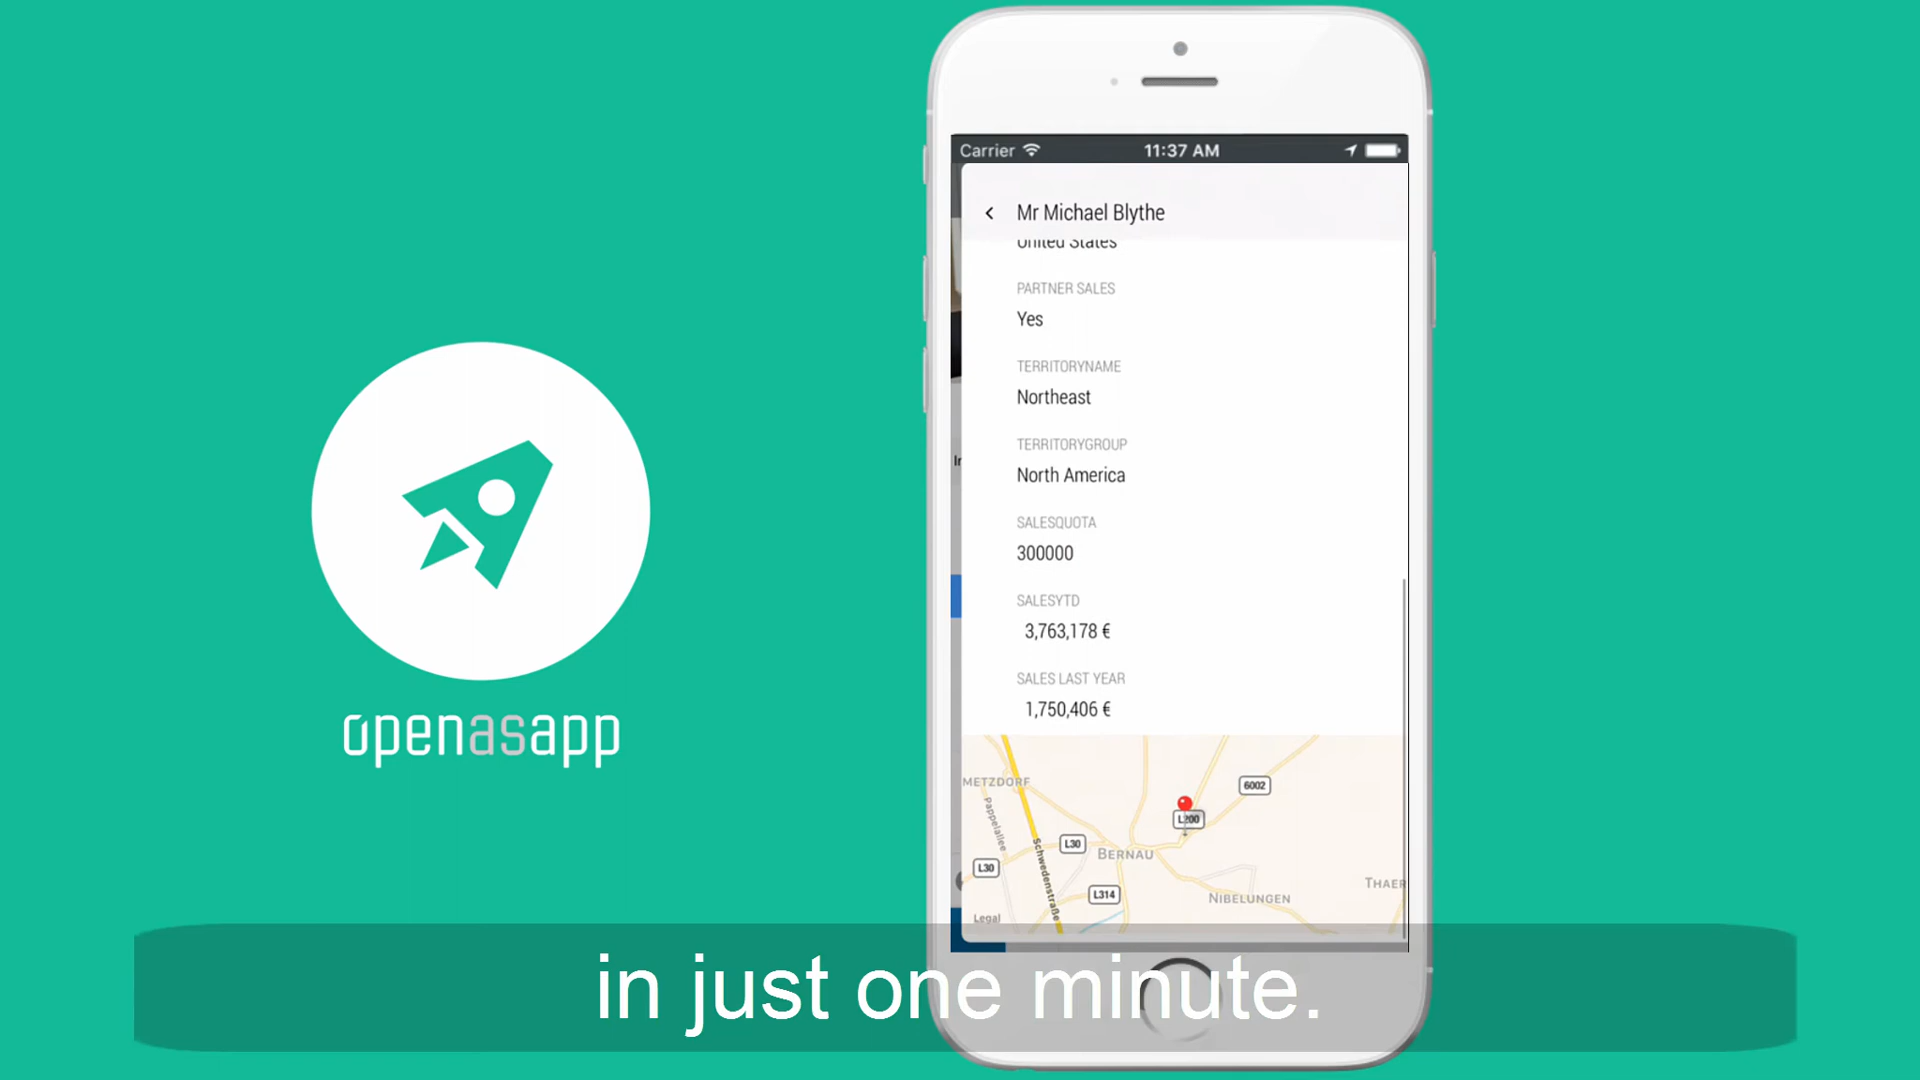 Carrier
11:37 AM
Mr Michael Blythe
United States
PARTNER SALES
Yes
TERRITORYNAME
Northeast
TERRITORYGROUP
North America
SALESQUOTA
300000
SALESYTD
3,763,178 €
SALES LAST YEAR
1,750,406 €
METZDORF
6002
Pappelallee
L200
Schwedenstraße
L30
BERNAU
L30
THAER
L314
NIBELUNGEN
Legal
openasapp
in just one minute.